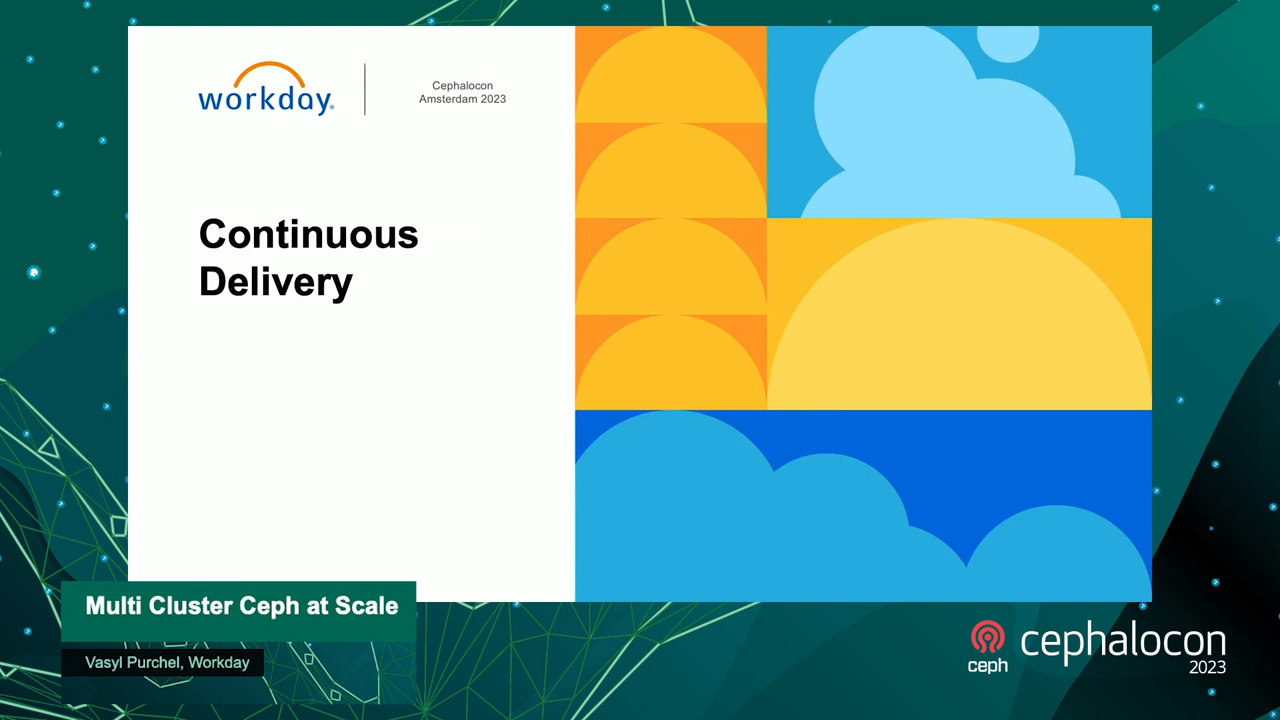 workday.
Cephalocon
Amsterdam 2023
Continuous
Delivery
Multi Cluster Ceph at Scale
Vasyl Purchel, Workday
ceph
cephalocon
2023